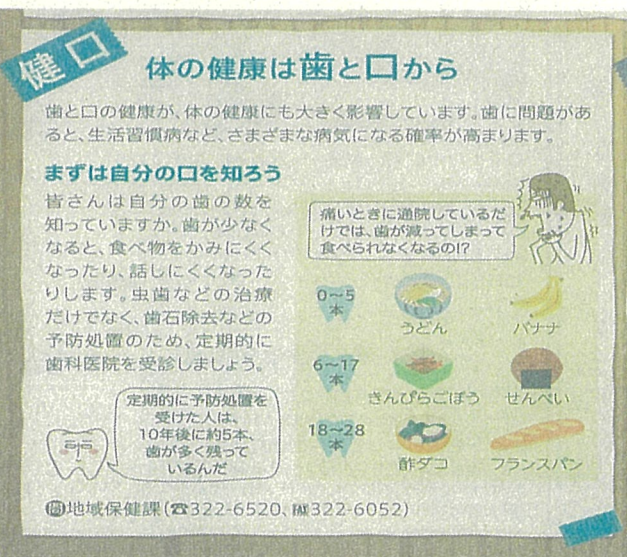 健口
体の健康は歯と口から
歯と口の健康が、体の健康にも大きく影響しています。歯に問題があ
ると、生活習慣病など、さまざまな病気になる確率が高まります。
まずは自分の口を知ろう
皆さんは自分の歯の数を
知っていますか。歯が少なく
なると、食べ物をかみにくく
なったり、話しにくくなった
りします。虫歯などの治療
だけでなく、歯石除去などの
予防処置のため、定期的に
歯科医院を受診しましょう。
定期的に予防処置を
受けた人は、
10年後に約5本、
歯が多く残って
いるんだ
痛いときに通院しているだ
けでは、歯が減ってしまって
食べられなくなるの!?
0〜5
本
うどん
バナナ
6〜17
本
きんぴらごぼう
せんべい
18〜28
本
酢ダコ
フランスパン
問地域保健課(☎322-6520、FAX322-6052)